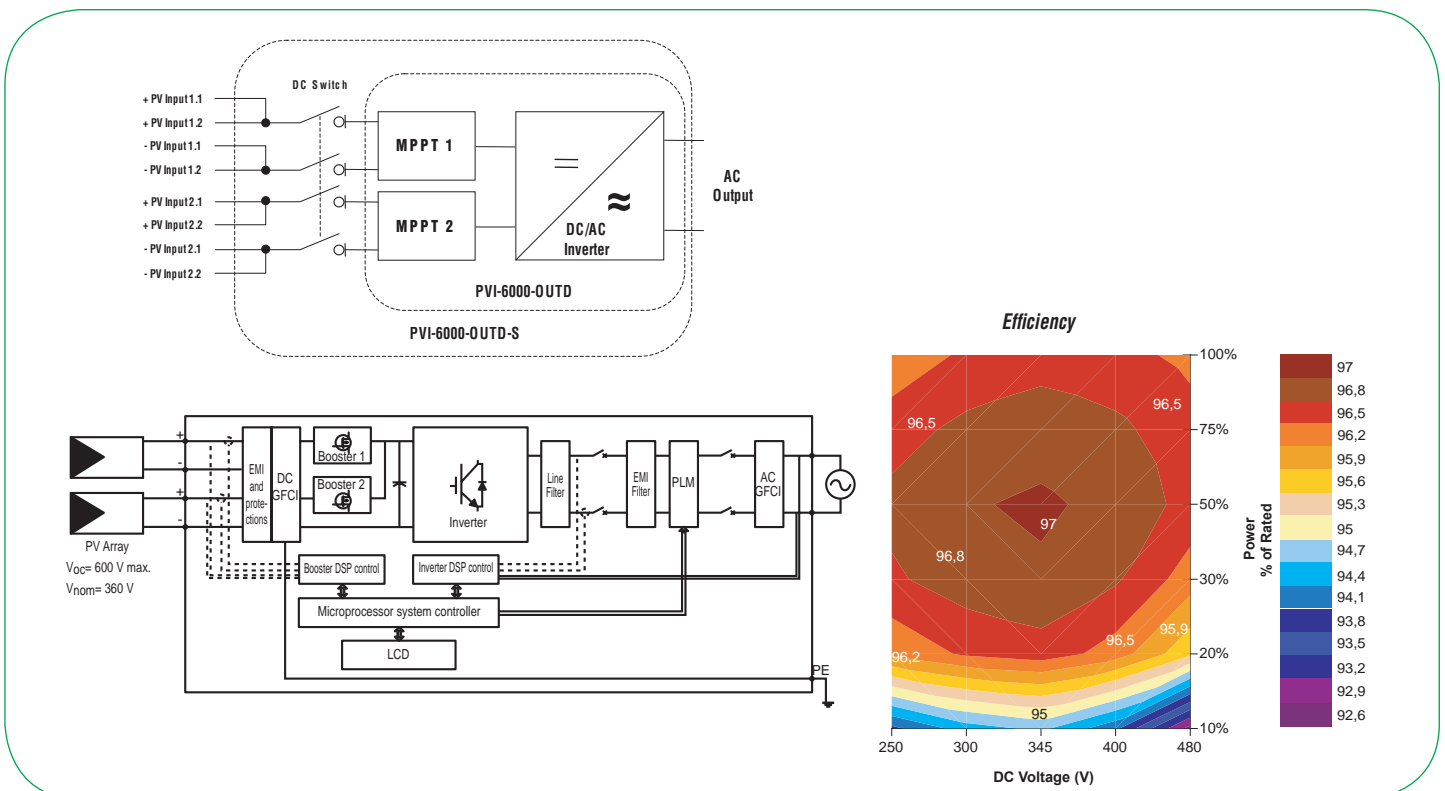 DC Switch
+ PV Input 1.1
+ PV Input 1.2
- PV Input 1.1
- PV Input 1.2
+ PV Input 2.1
+ PV Input 2.2
- PV Input 2.1
- PV Input 2.2
MPPT 1
MPPT 2
=
≈
DC/AC
Inverter
AC
Output
PVI-6000-OUTD
PVI-6000-OUTD-S
+
-
+
-
PV Array
Voc= 600 V max.
Vnom= 360 V
EMI
and
prote-
ctions
DC
GFCI
Booster 1
Booster 2
Inverter
Line
Filter
EMI
Filter
PLM
AC
GFCI
Booster DSP control
Inverter DSP control
Microprocessor system controller
LCD
PE
Efficiency
96,5
96,5
97
96,8
96,5
95,9
96,2
95
100%
75%
50%
30%
20%
10%
250
300
345
400
480
DC Voltage (V)
Power
% of Rated
97
96,8
96,5
96,2
95,9
95,6
95,3
95
94,7
94,4
94,1
93,8
93,5
93,2
92,9
92,6